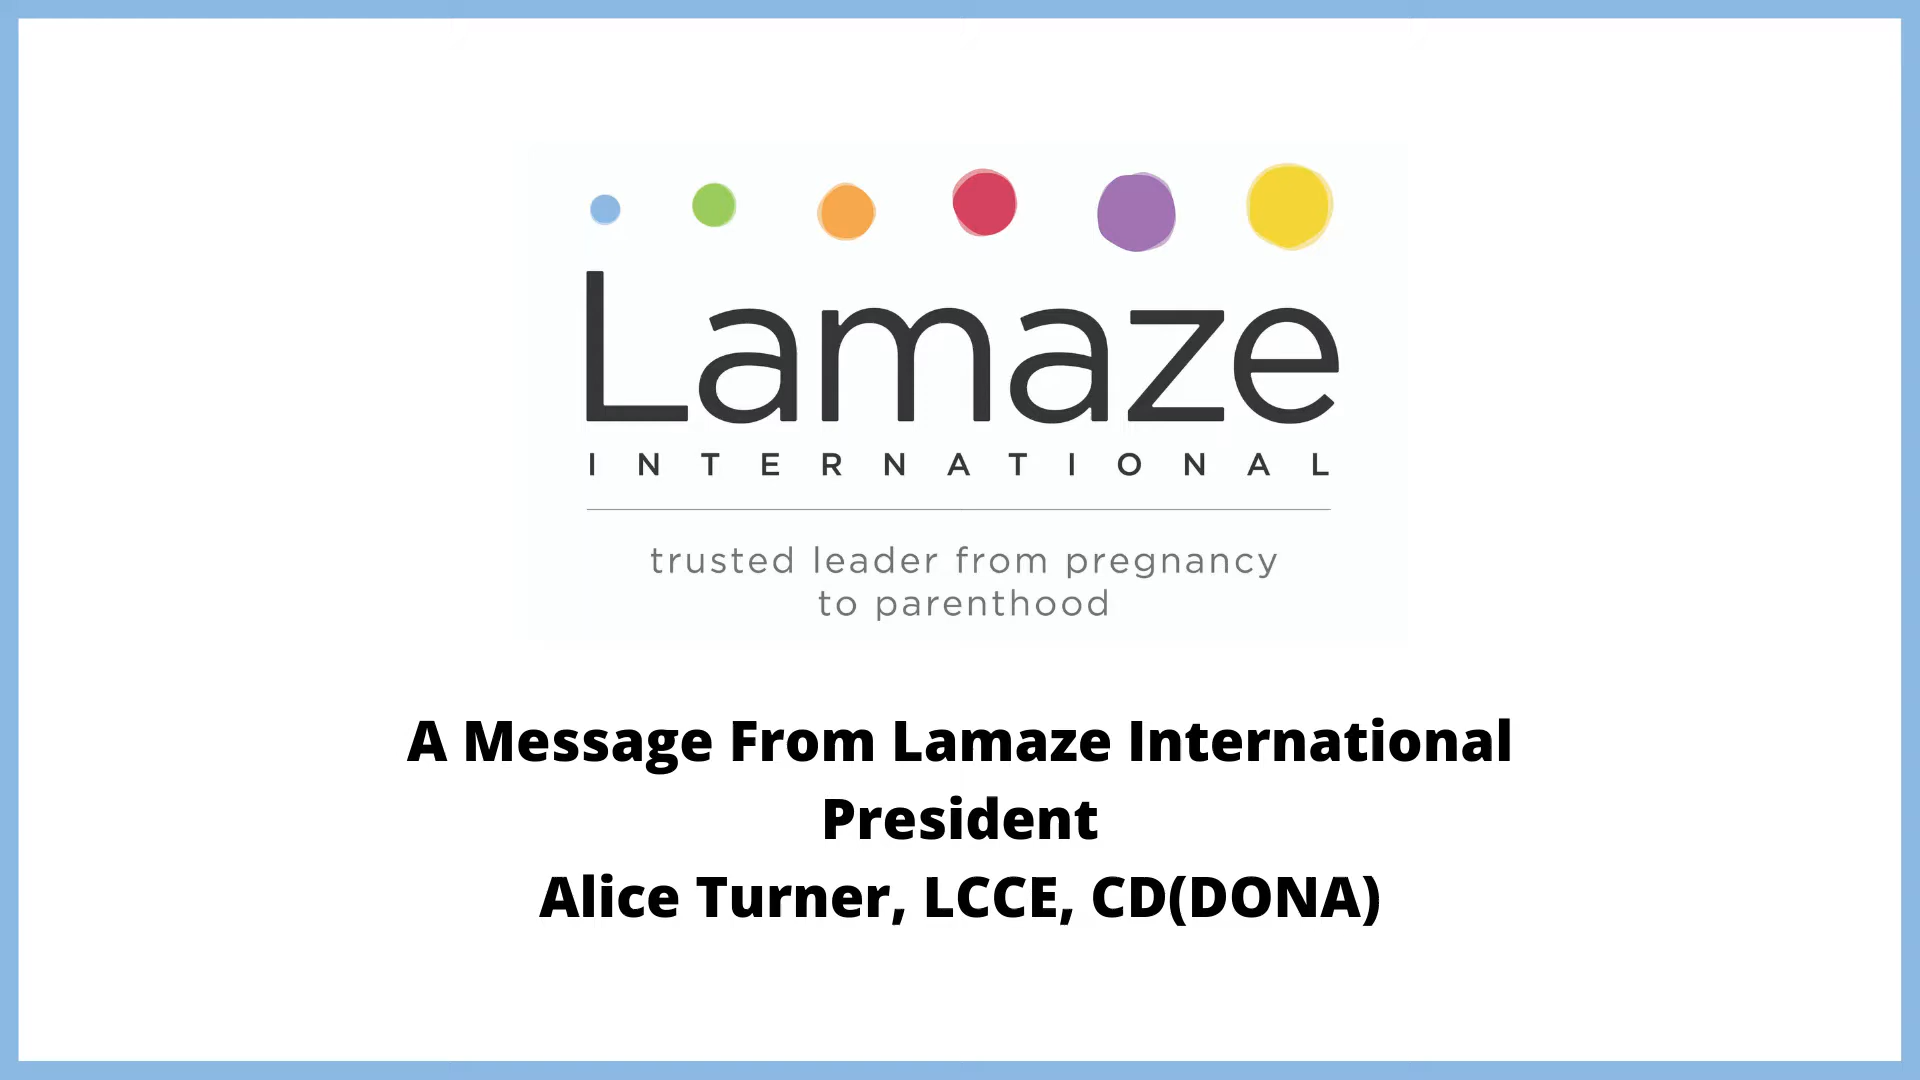 Lamaze
INTERNATIONAL
trusted leader from pregnancy
to parenthood
A Message From Lamaze International
President
Alice Turner, LCCE, CD(DONA)